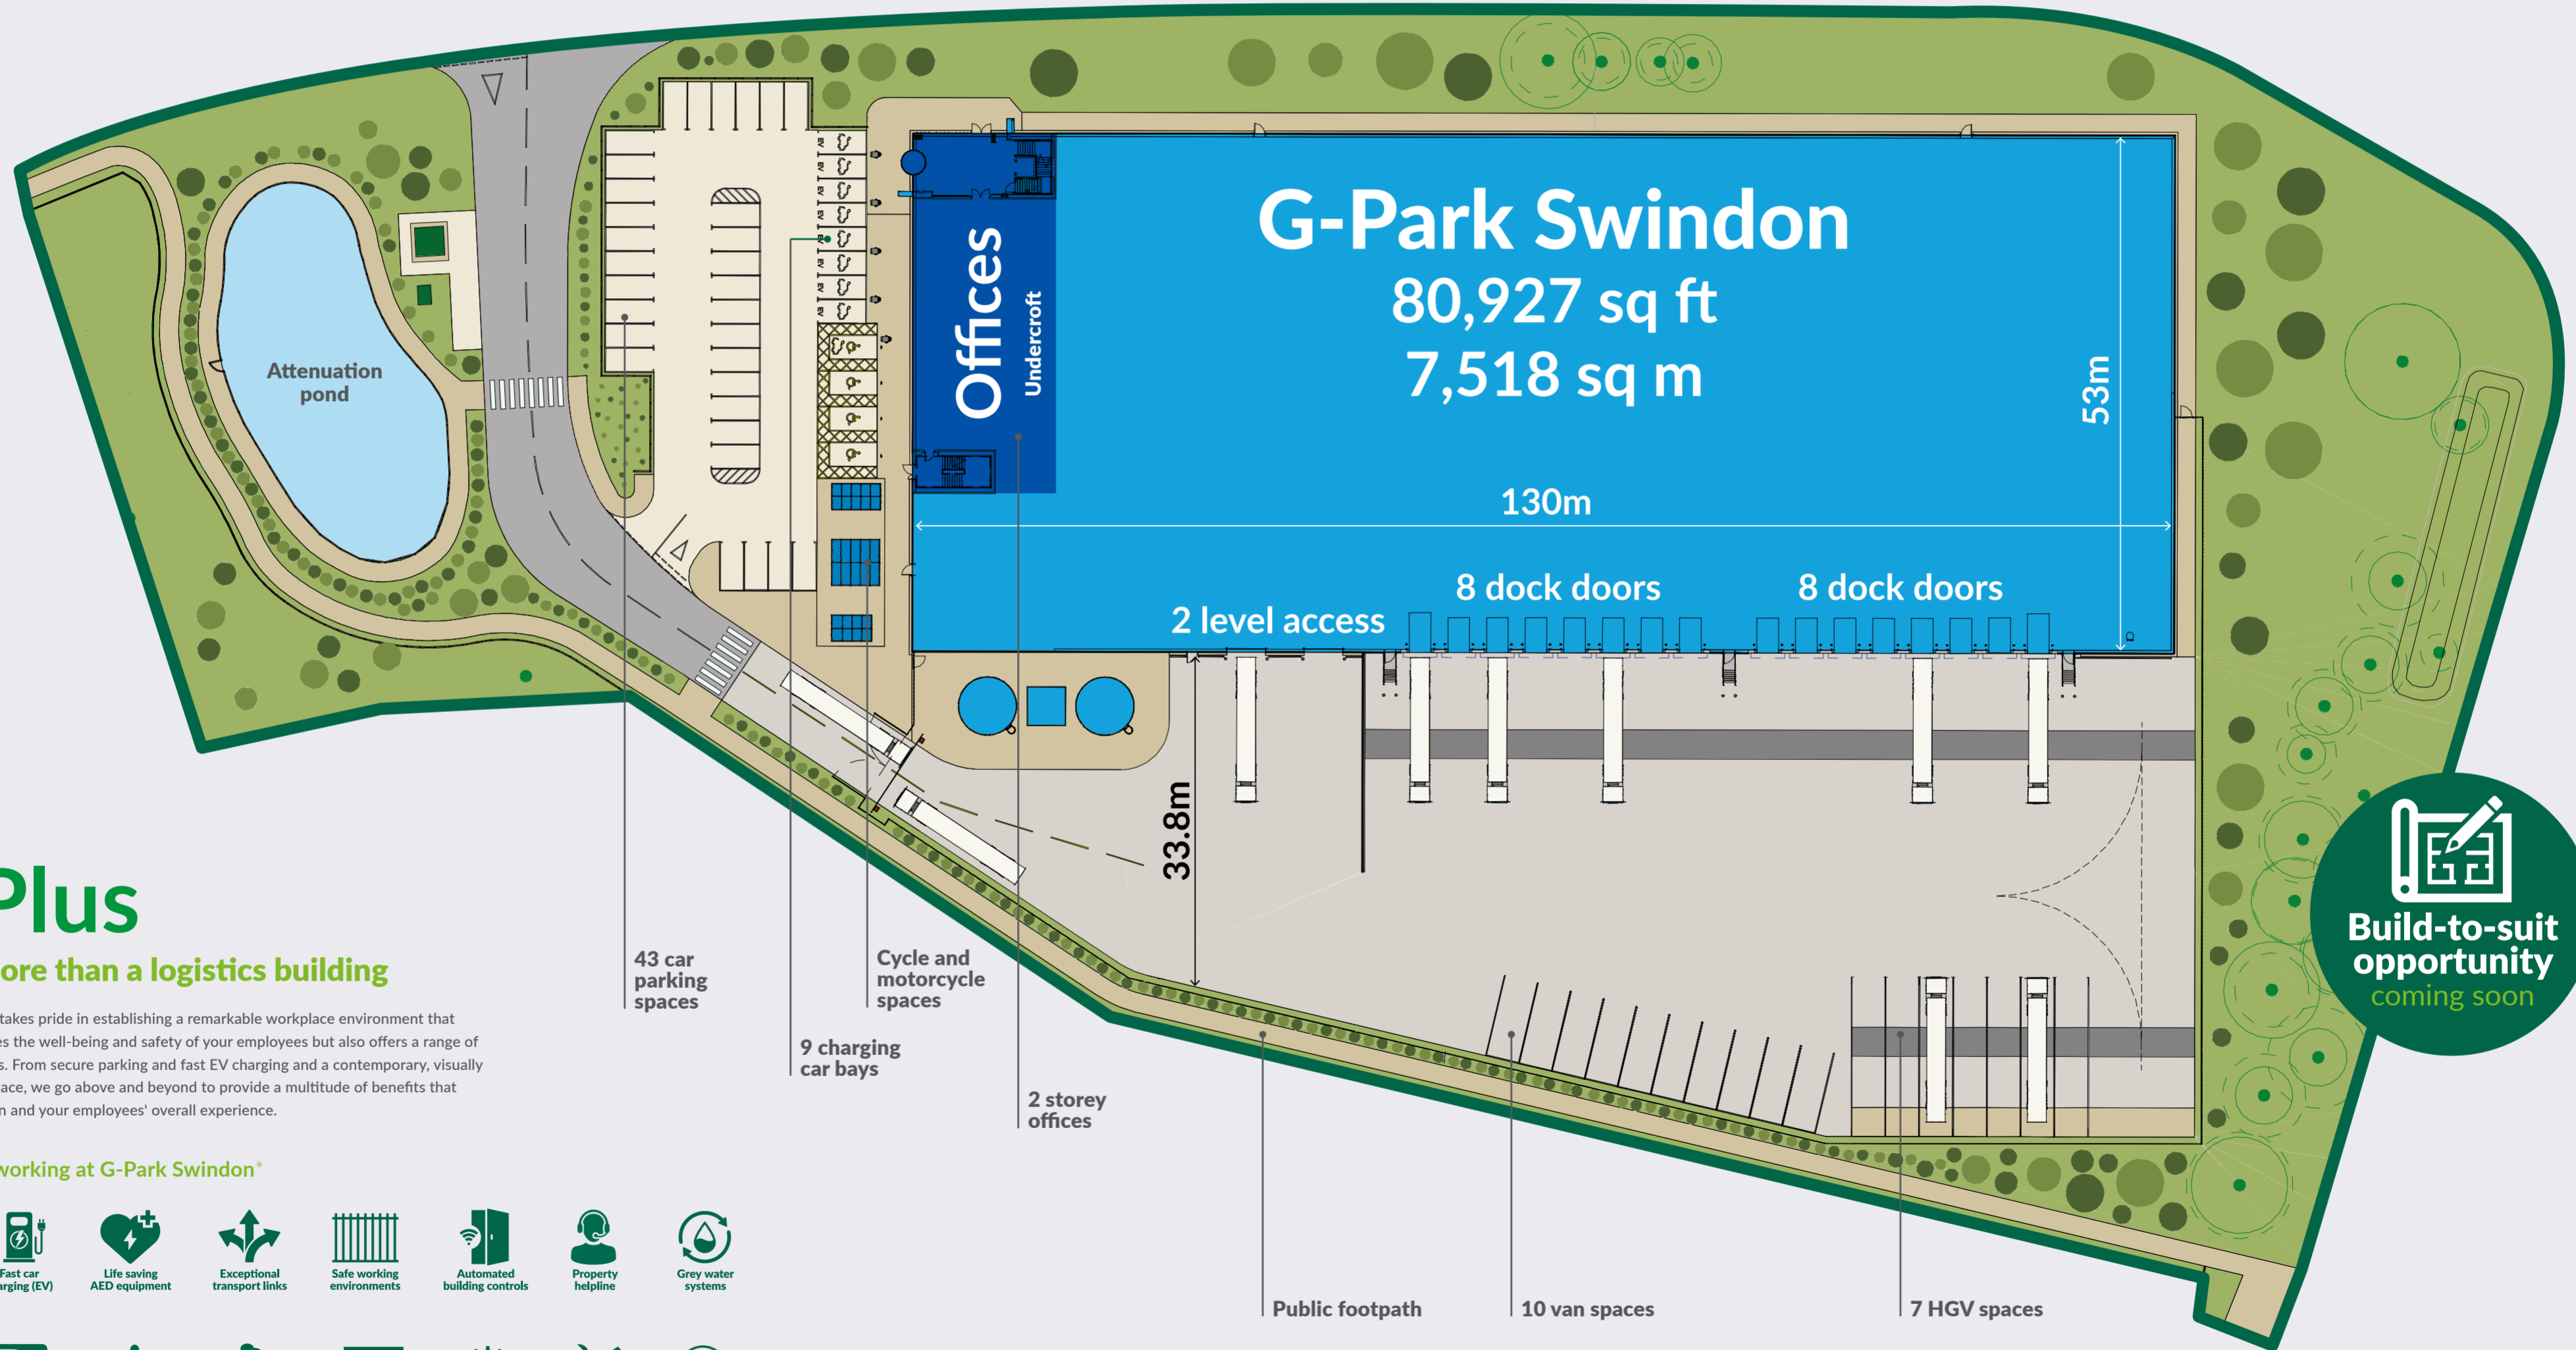 G-Park Swindon
80,927 sq ft
7,518 sq m
Offices
Undercroft
53m
130m
8 dock doors
8 dock doors
2 level access
Attenuation
pond
33.8m
43 car
parking
spaces
9 charging
car bays
Cycle and
motorcycle
spaces
2 storey
offices
Public footpath
10 van spaces
7 HGV spaces
Build-to-suit
opportunity
coming soon
Plus
ore than a logistics building
takes pride in establishing a remarkable workplace environment that
es the well-being and safety of your employees but also offers a range of
s. From secure parking and fast EV charging and a contemporary, visually
ace, we go above and beyond to provide a multitude of benefits that
n and your employees' overall experience.
working at G-Park Swindon*
Fast car
arging (EV)
Life saving
AED equipment
Exceptional
transport links
Safe working
environments
Automated
building controls
Property
helpline
Grey water
systems